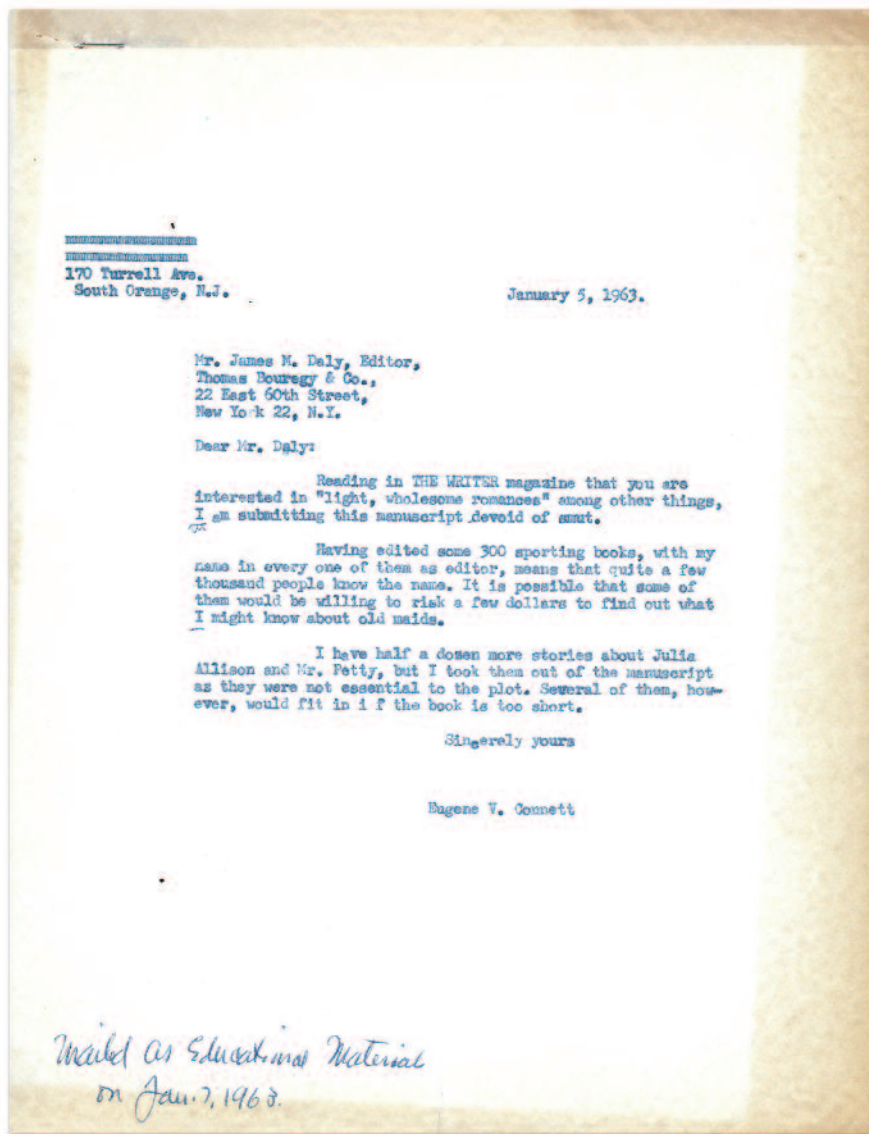 170 Turrell Ave.
South Orange, N.J.
January 5, 1963.
Mr. James M. Daly, Editor,
Thomas Bouregy & Co.,
22 East 60th Street,
New York 22, N.Y.
Dear Mr. Daly:
Reading in THE WRITER magazine that you are
interested in "light, wholesome romances" among other things,
I am submitting this manuscript devoid of smut.
Having edited some 300 sporting books, with my
name in every one of them as editor, means that quite a few
thousand people know the name. It is possible that some of
them would be willing to risk a few dollars to find out what
I might know about old maids.
I have half a dozen more stories about Julia
Allison and Mr. Petty, but I took them out of the manuscript
as they were not essential to the plot. Several of them, how-
ever, would fit in i f the book is too short.
Sincerely yours
Eugene V. Connett
Mailed as Educational Material
on Jan. 7, 1963.